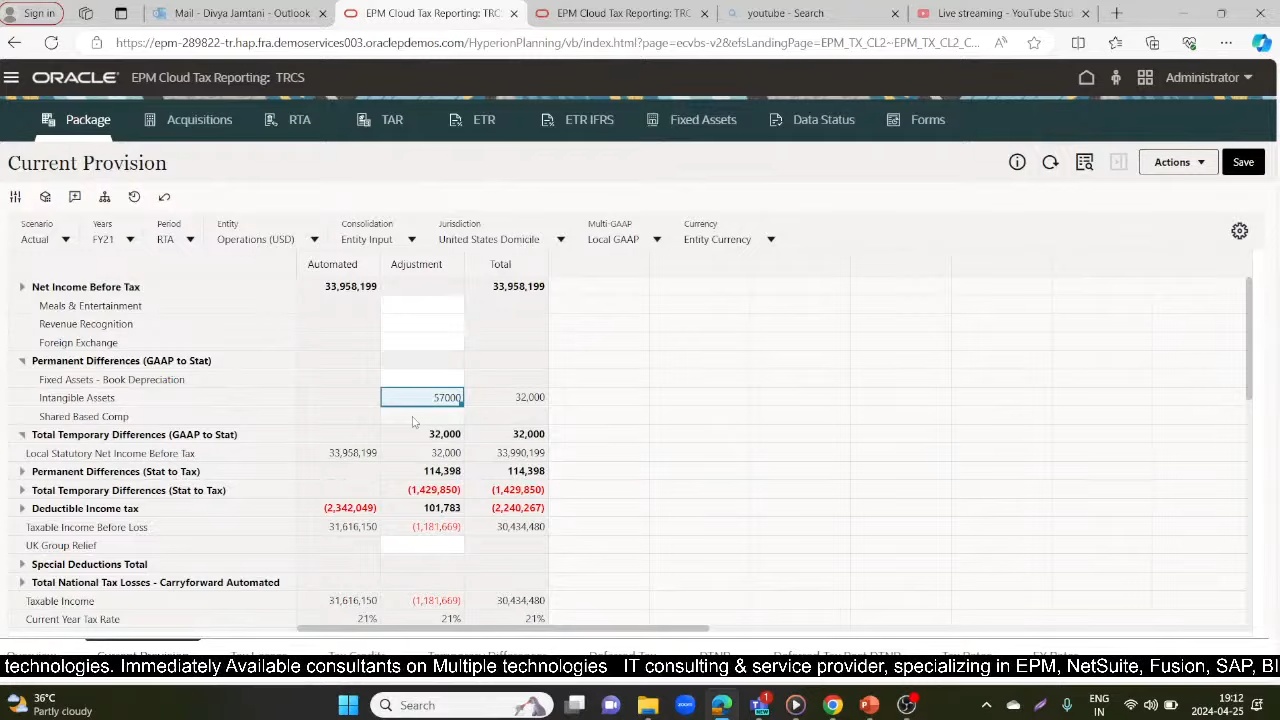 Sign in
Mail - Divya Jamtani - Outlook
EPM Cloud Tax Reporting: TRC
EPM Cloud Tax Reporting: TRC
youtube - Search
Live streaming - YouTube Stud
https://epm-289822-tr.hap.fra.demoservices003.oraclepdemos.com/HyperionPlanning/vb/index.html?page=ecvbs-v2&efsLandingPage=EPM_TX_CL2~EPM_TX_CL2_C...
ORACLE EPM Cloud Tax Reporting: TRCS
Administrator
Package Acquisitions RTA TAR ETR ETR IFRS Fixed Assets Data Status Forms
Current Provision
Actions Save
Scenario Years Period Entity Consolidation Jurisdiction Multi-GAAP Currency
Actual FY21 RTA Operations (USD) Entity Input United States Domicile Local GAAP Entity Currency
Automated Adjustment Total
Net Income Before Tax 33,958,199 33,958,199
Meals & Entertainment
Revenue Recognition
Foreign Exchange
Permanent Differences (GAAP to Stat)
Fixed Assets - Book Depreciation
Intangible Assets 57000 32,000
Shared Based Comp
Total Temporary Differences (GAAP to Stat) 32,000 32,000
Local Statutory Net Income Before Tax 33,958,199 32,000 33,990,199
Permanent Differences (Stat to Tax) 114,398 114,398
Total Temporary Differences (Stat to Tax) (1,429,850) (1,429,850)
Deductible Income tax (2,342,049) 101,783 (2,240,267)
Taxable Income Before Loss 31,616,150 (1,181,669) 30,434,480
UK Group Relief
Special Deductions Total
Total National Tax Losses - Carryforward Automated
Taxable Income 31,616,150 (1,181,669) 30,434,480
Current Year Tax Rate 21% 21% 21%
technologies. Immediately Available consultants on Multiple technologies IT consulting & service provider, specializing in EPM, NetSuite, Fusion, SAP, BI
36°C
Partly cloudy
Search
1
NEW
ENG
IN
19:12
2024-04-25